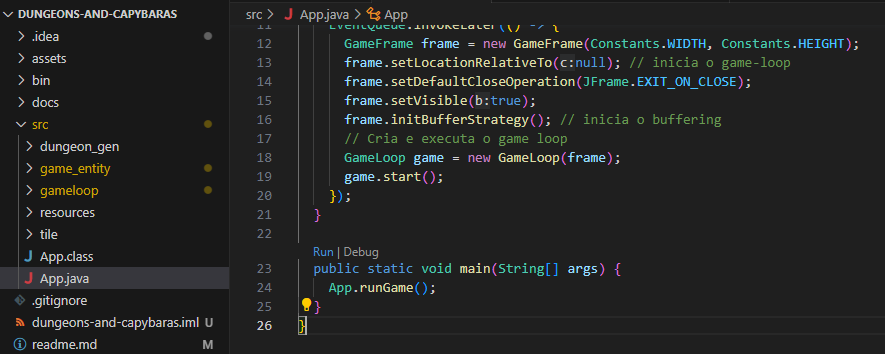 DUNGEONS-AND-CAPYBARAS
.idea
assets
bin
docs
src
dungeon_gen
game_entity
gameloop
resources
tile
App.class
App.java
.gitignore
dungeons-and-capybaras.iml U
readme.md M
src > App.java > App
11 EventQueue.invokeLater(() -> {
12 GameFrame frame = new GameFrame(Constants.WIDTH, Constants.HEIGHT);
13 frame.setLocationRelativeTo(c:null); // inicia o game-loop
14 frame.setDefaultCloseOperation(JFrame.EXIT_ON_CLOSE);
15 frame.setVisible(b:true);
16 frame.initBufferStrategy(); // inicia o buffering
17 // Cria e executa o game loop
18 GameLoop game = new GameLoop(frame);
19 game.start();
20 });
21 }
22
Run | Debug
23 public static void main(String[] args) {
24 App.runGame();
25 }
26 }